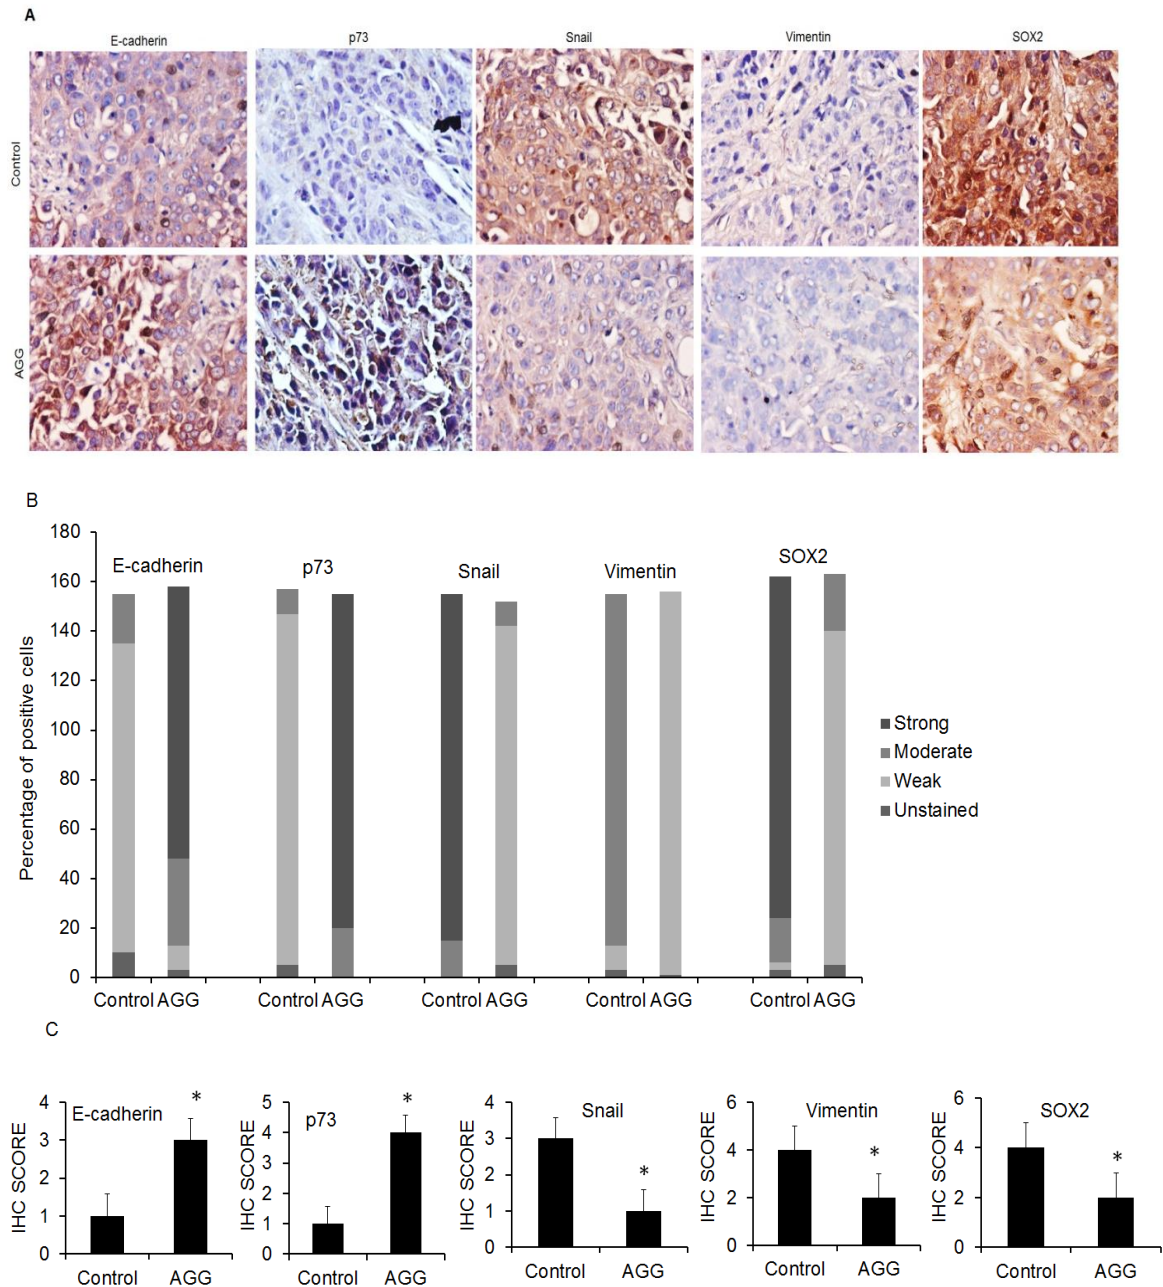 A
E-cadherin p73 Snail Vimentin SOX2
Control
AGG
B
Percentage of positive cells
180
160
140
120
100
80
60
40
20
0
E-cadherin p73 Snail Vimentin SOX2
Control AGG Control AGG Control AGG Control AGG Control AGG
Strong
Moderate
Weak
Unstained
C
IHC SCORE
4
3
2
1
0
E-cadherin
*
Control AGG
IHC SCORE
5
4
3
2
1
0
p73
*
Control AGG
IHC SCORE
4
3
2
1
0
Snail
*
Control AGG
IHC SCORE
6
4
2
0
Vimentin
*
Control AGG
IHC SCORE
6
4
2
0
SOX2
*
Control AGG